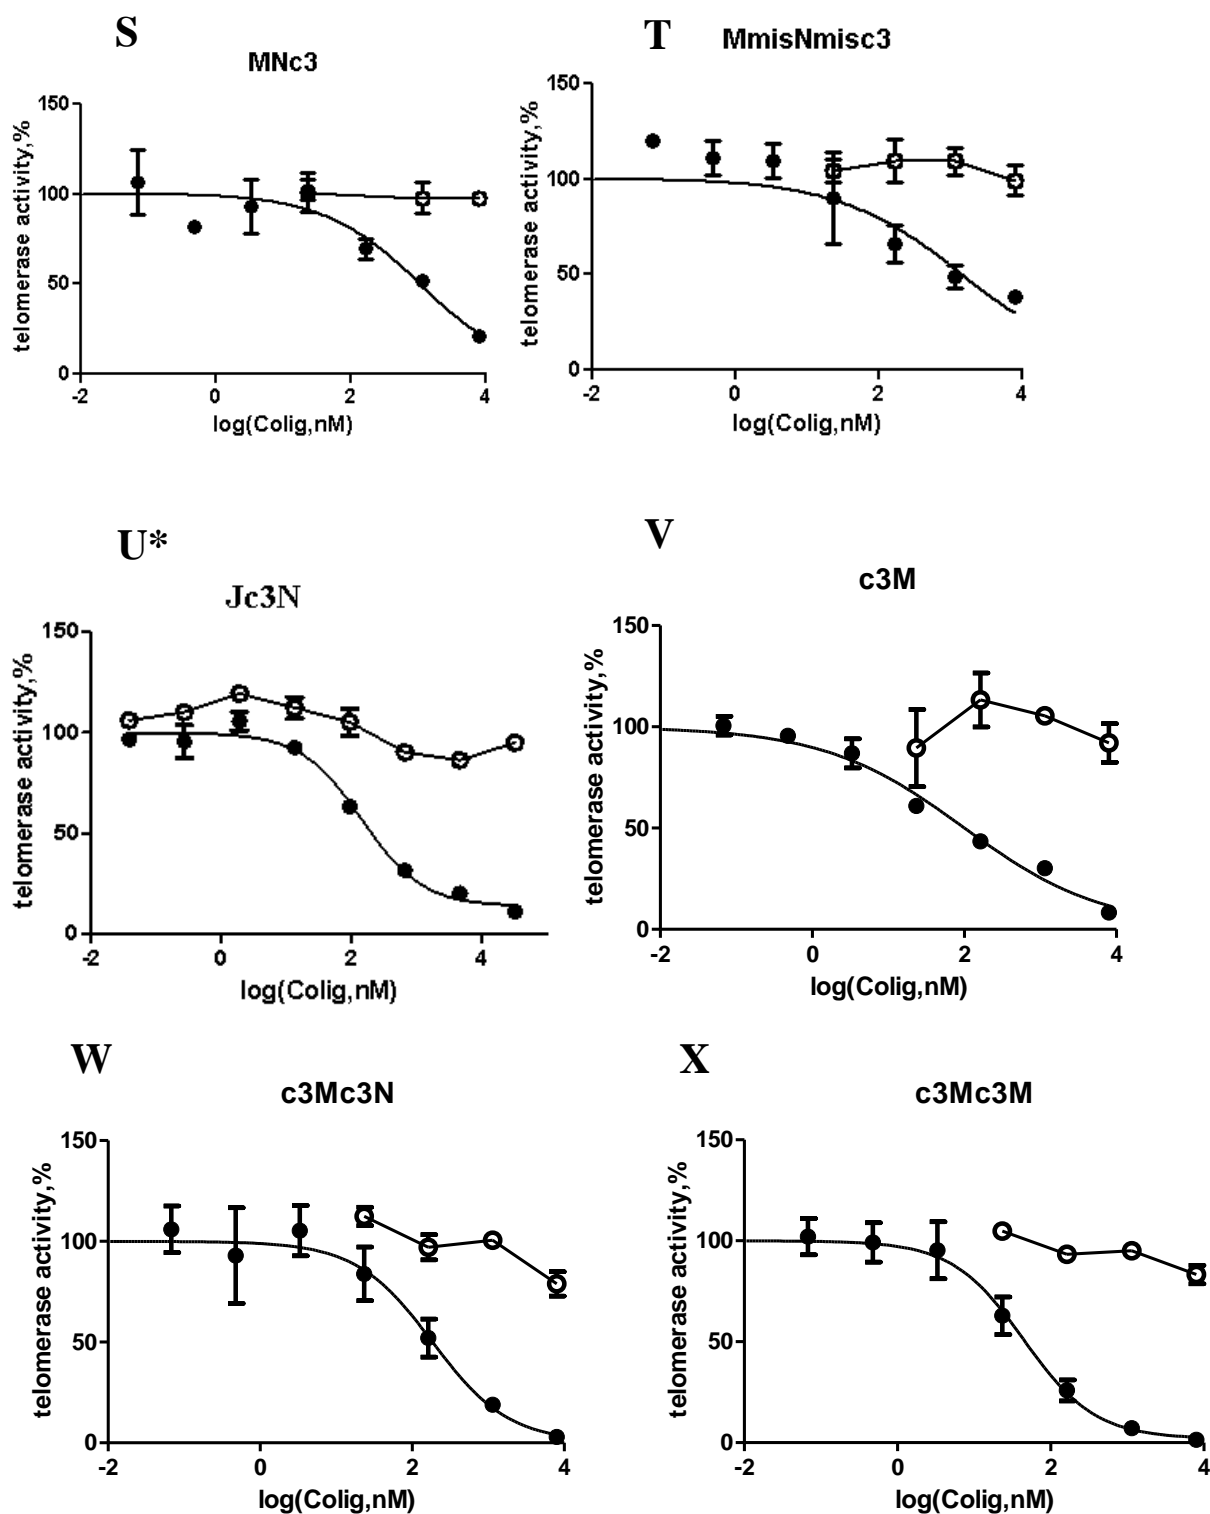 S
MNc3
telomerase activity,%
150
100
50
0
-2
0
2
4
log(Colig,nM)
T
MmisNmisc3
telomerase activity,%
150
100
50
0
-2
0
2
4
log(Colig,nM)
U*
Jc3N
telomerase activity,%
150
100
50
0
-2
0
2
4
log(Colig,nM)
V
c3M
telomerase activity,%
150
100
50
0
-2
0
2
4
log(Colig,nM)
W
c3Mc3N
telomerase activity,%
150
100
50
0
-2
0
2
4
log(Colig,nM)
X
c3Mc3M
telomerase activity,%
150
100
50
0
-2
0
2
4
log(Colig,nM)